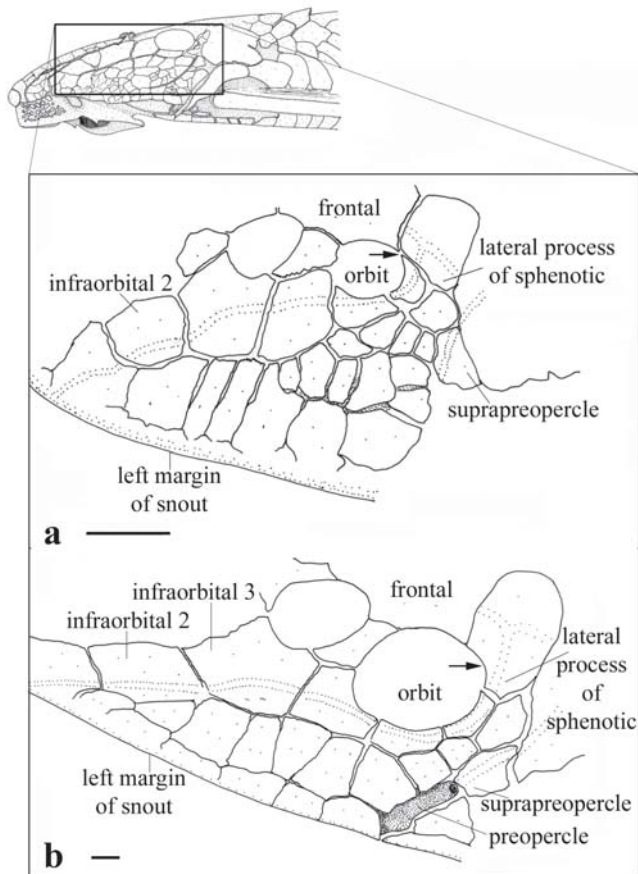 frontal
lateral process
of sphenotic
orbit
infraorbital 2
suprapreopercle
left margin
of snout
a
infraorbital 3
frontal
infraorbital 2
lateral
process
of
sphenotic
orbit
left margin
of snout
suprapreopercle
preopercle
b